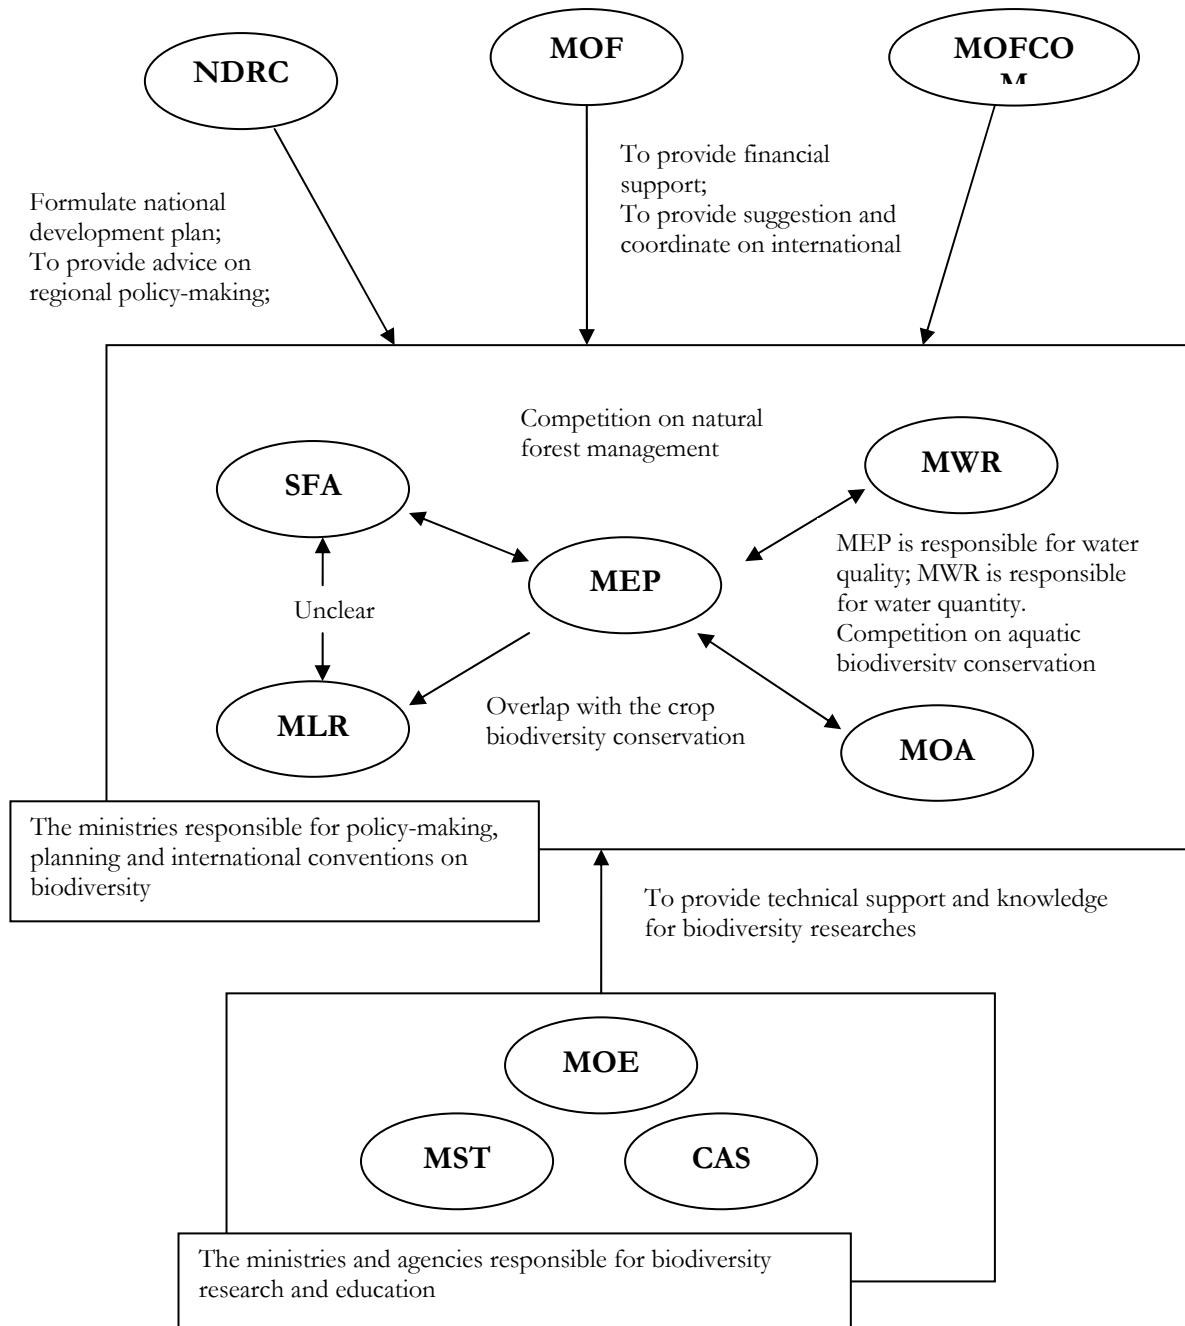 NDRC
MOF
MOFCO
M
To provide financial
support;
To provide suggestion and
coordinate on international
Formulate national
development plan;
To provide advice on
regional policy-making;
Competition on natural
forest management
SFA
MWR
MEP
MEP is responsible for water
quality; MWR is responsible
for water quantity.
Competition on aquatic
biodiversity conservation
Unclear
MLR
Overlap with the crop
biodiversity conservation
MOA
The ministries responsible for policy-making,
planning and international conventions on
biodiversity
To provide technical support and knowledge
for biodiversity researches
MOE
MST
CAS
The ministries and agencies responsible for biodiversity
research and education